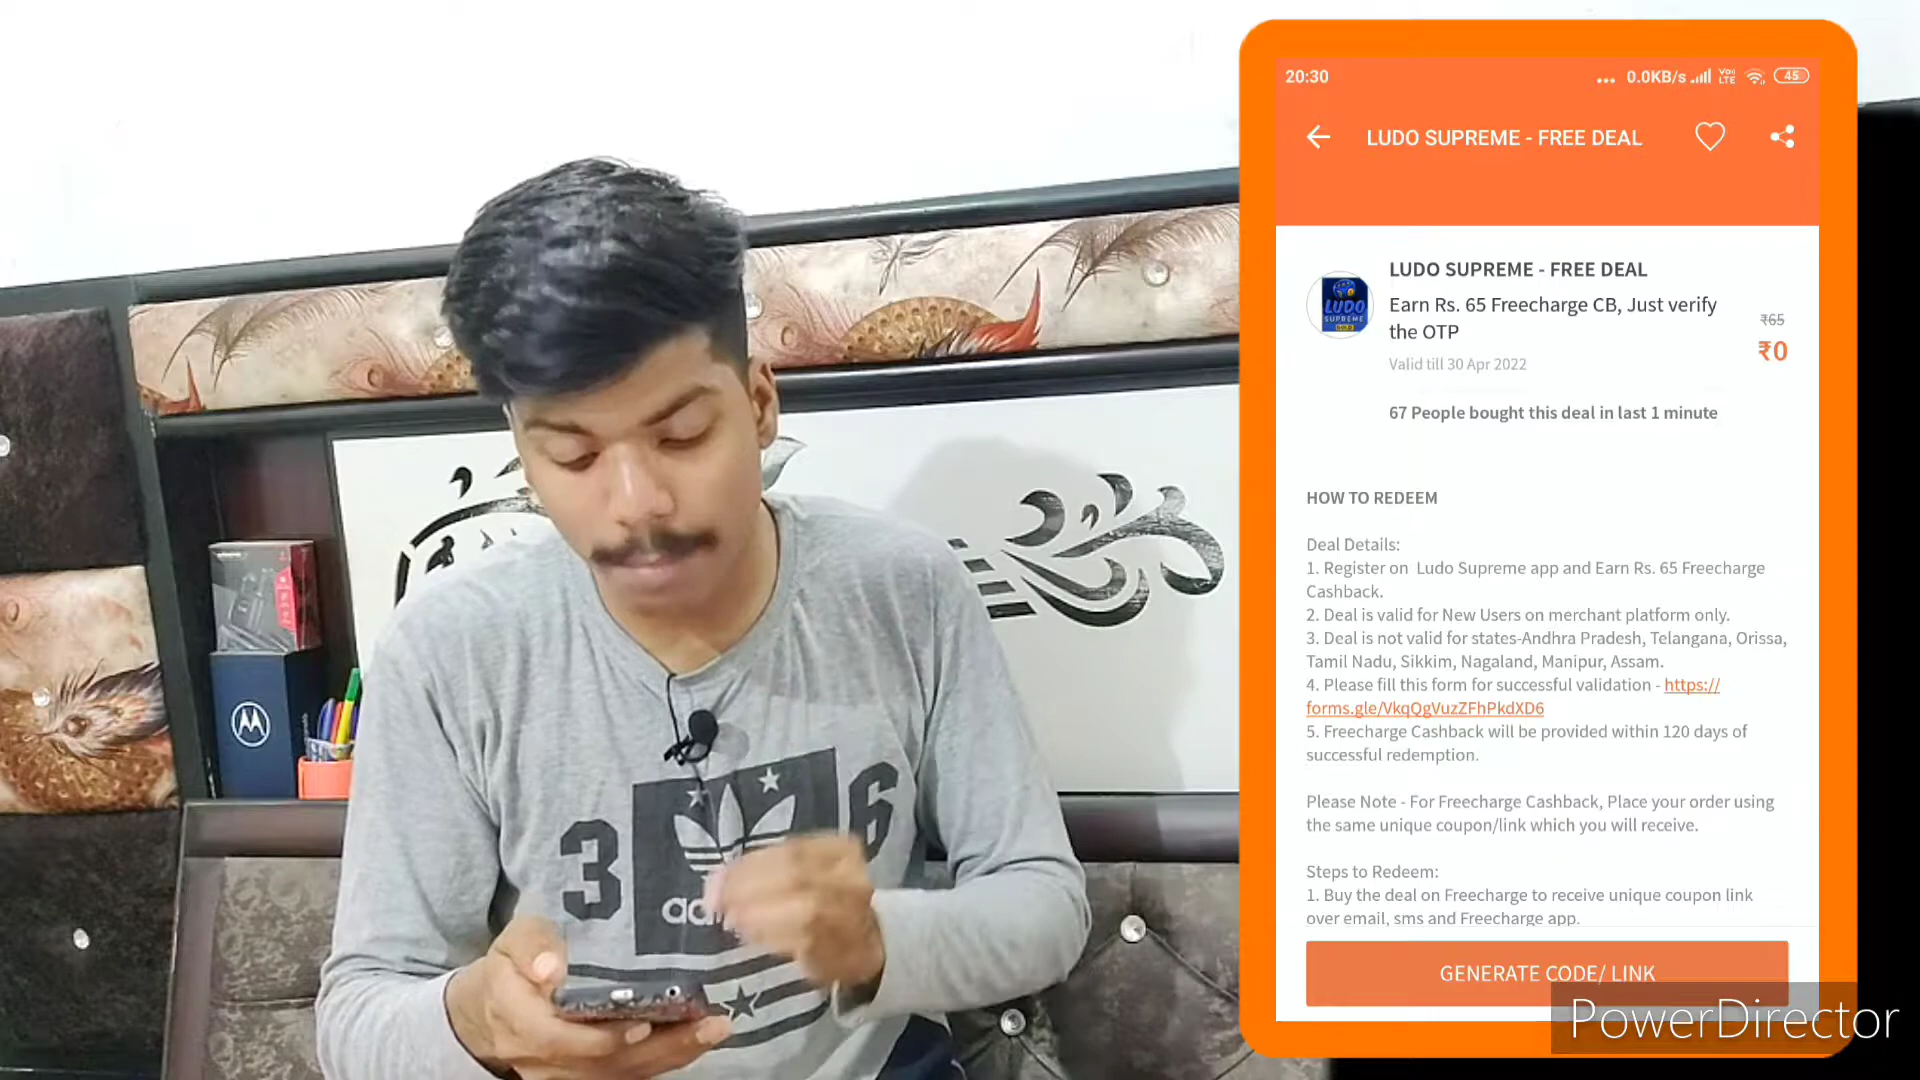 20:30
... 0.0KB/s VoI LTE 45
LUDO SUPREME - FREE DEAL
LUDO SUPREME - FREE DEAL
Earn Rs. 65 Freecharge CB, Just verify
the OTP
₹65
₹0
Valid till 30 Apr 2022
67 People bought this deal in last 1 minute
LUDO
SUPREME
GOLD
HOW TO REDEEM
Deal Details:
1. Register on Ludo Supreme app and Earn Rs. 65 Freecharge
Cashback.
2. Deal is valid for New Users on merchant platform only.
3. Deal is not valid for states-Andhra Pradesh, Telangana, Orissa,
Tamil Nadu, Sikkim, Nagaland, Manipur, Assam.
4. Please fill this form for successful validation - https://
forms.gle/VkqQgVuzZFhPkdXD6
5. Freecharge Cashback will be provided within 120 days of
successful redemption.
Please Note - For Freecharge Cashback, Place your order using
the same unique coupon/link which you will receive.
Steps to Redeem:
1. Buy the deal on Freecharge to receive unique coupon link
over email, sms and Freecharge app.
GENERATE CODE/ LINK
PowerDirector
3 6